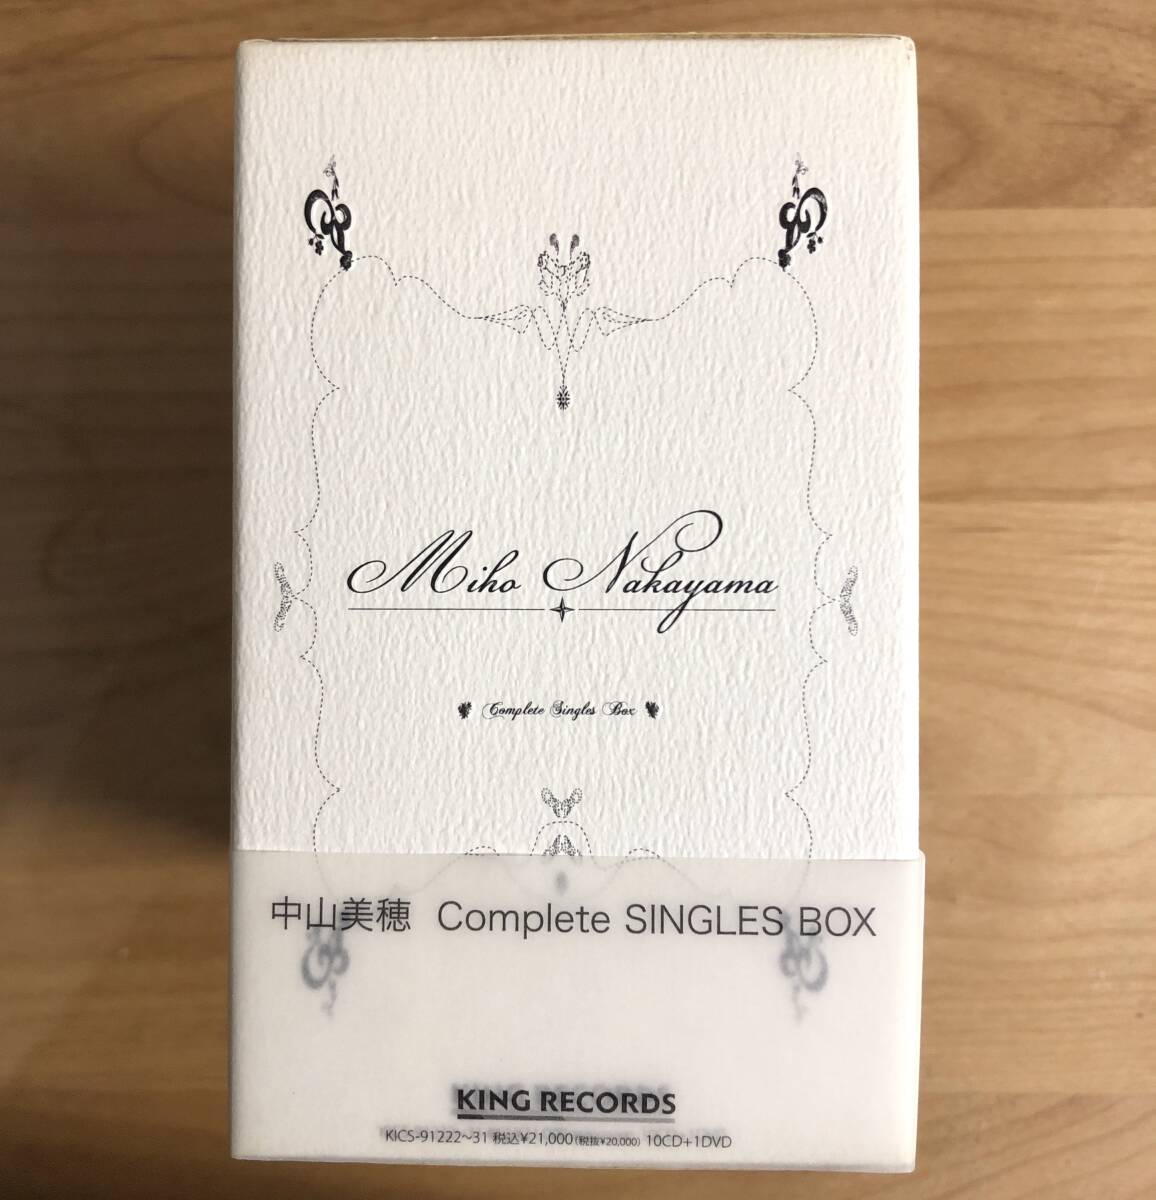 Miho Nakayama
Complete Singles Box
中山美穂 Complete SINGLES BOX
KING RECORDS
KICS-91222～31 税込¥21,000(税抜¥20,000) 10CD+1DVD